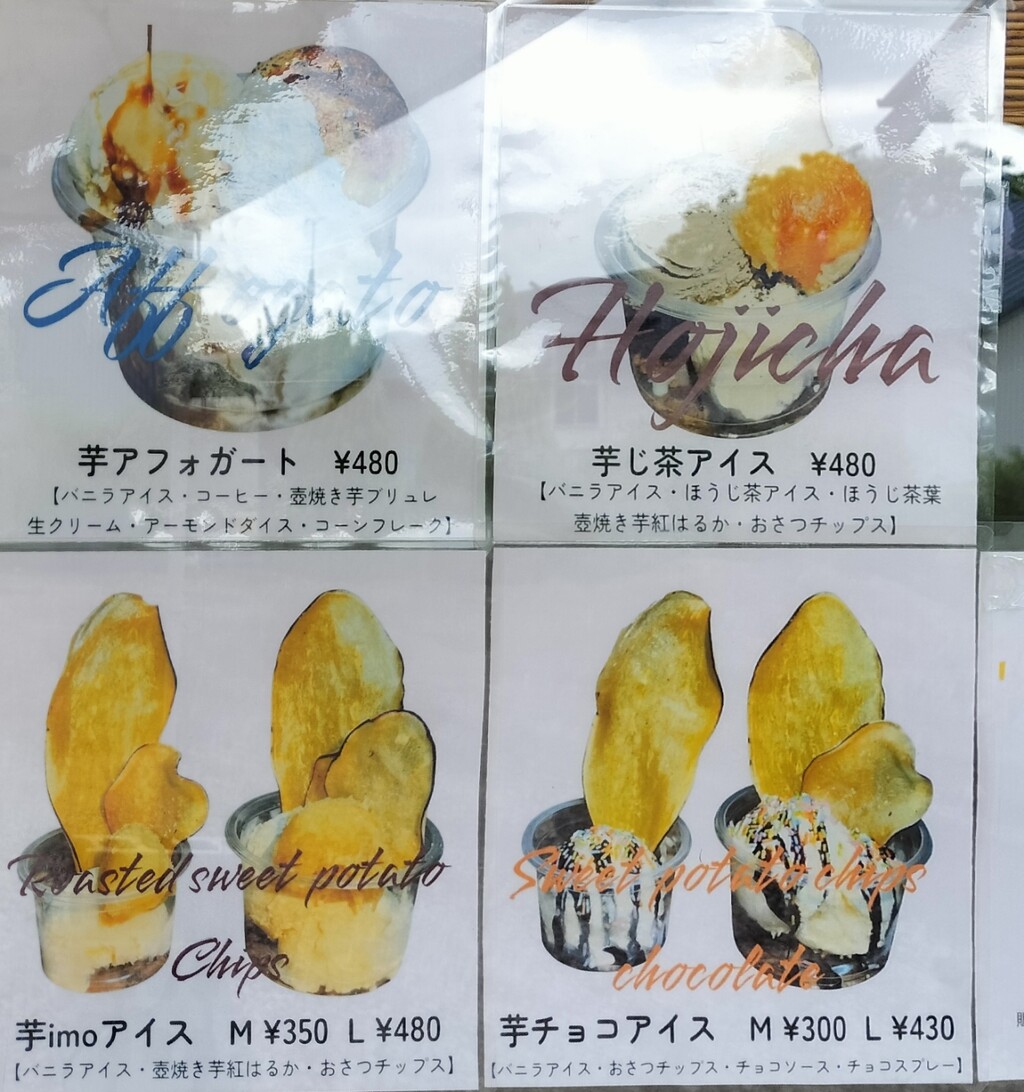 Affogato
芋アフォガート ¥480
【バニラアイス・コーヒー・壺焼き芋ブリュレ
生クリーム・アーモンドダイス・コーンフレーク】
Hojicha
芋じ茶アイス ¥480
【バニラアイス・ほうじ茶アイス・ほうじ茶葉
壺焼き芋紅はるか・おさつチップス】
Roasted sweet potato
Chips
芋imoアイス M ¥350 L ¥480
【バニラアイス・壺焼き芋紅はるか・おさつチップス】
Sweet potato chips
chocolate
芋チョコアイス M ¥300 L ¥430
【バニラアイス・おさつチップス・チョコソース・チョコスプレー】